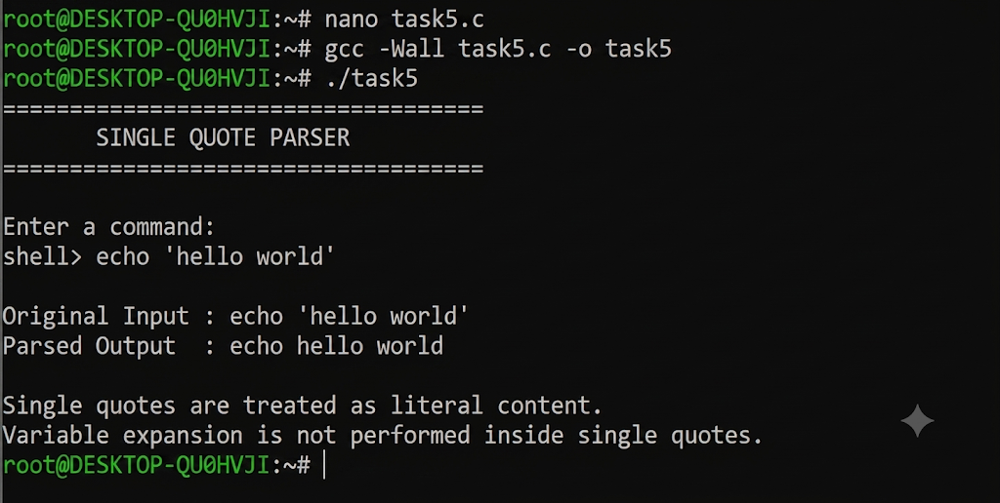 root@DESKTOP-QU0HVJI:~# nano task5.c
root@DESKTOP-QU0HVJI:~# gcc -Wall task5.c -o task5
root@DESKTOP-QU0HVJI:~# ./task5
====================================
       SINGLE QUOTE PARSER
====================================

Enter a command:
shell> echo 'hello world'

Original Input : echo 'hello world'
Parsed Output  : echo hello world

Single quotes are treated as literal content.
Variable expansion is not performed inside single quotes.
root@DESKTOP-QU0HVJI:~#